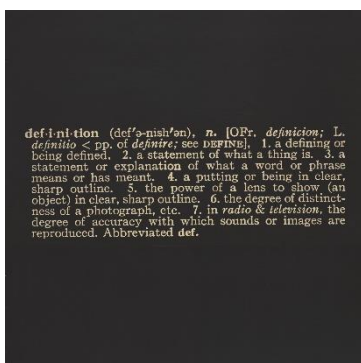 def·i·ni·tion (def'ə-nish'ən), n. [OFr. definicion; L.
definitio < pp. of definire; see DEFINE], 1. a defining or
being defined. 2. a statement of what a thing is. 3. a
statement or explanation of what a word or phrase
means or has meant. 4. a putting or being in clear,
sharp outline. 5. the power of a lens to show (an
object) in clear, sharp outline. 6. the degree of distinct-
ness of a photograph, etc. 7. in radio & television, the
degree of accuracy with which sounds or images are
reproduced. Abbreviated def.